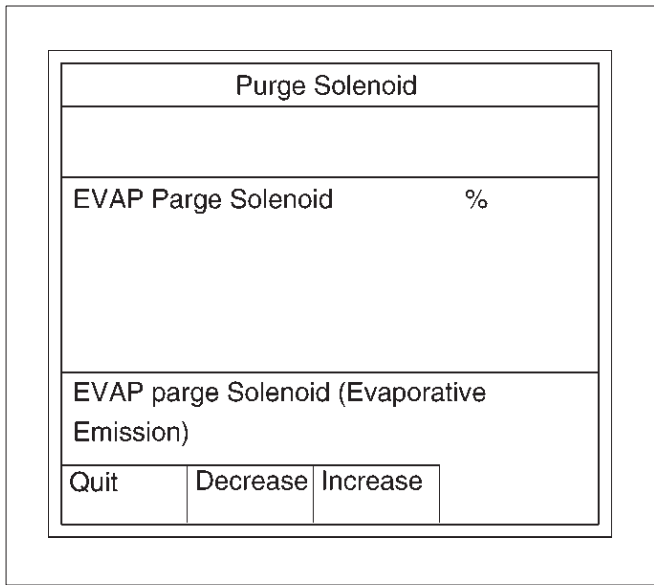 Purge Solenoid
EVAP Parge Solenoid %
EVAP parge Solenoid (Evaporative
Emission)
Quit Decrease Increase